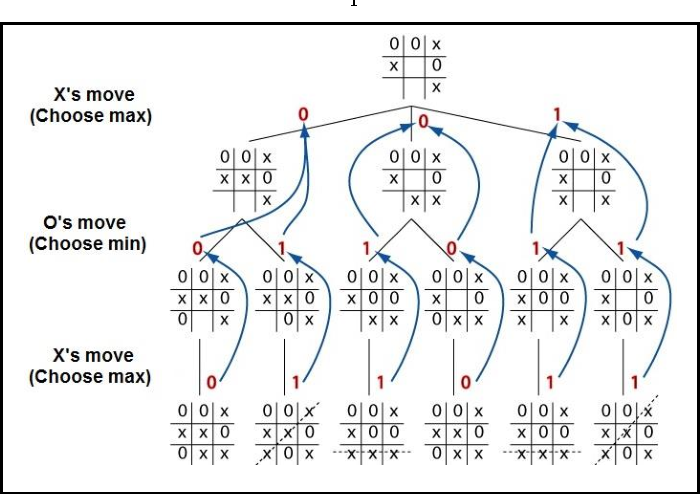 0 0 x
x 0
x
X's move
(Choose max)
0 0 1
0 0 x 0 0 x 0 0 x
x x 0 x 0 x 0
x x x x x
O's move
(Choose min)
0 1 1 0 1 1
0 0 x 0 0 x 0 0 x 0 0 x 0 0 x 0 0 x
x x 0 x x 0 x 0 0 x 0 x 0 0 x 0
0 x 0 x x x 0 x x x x x 0 x
X's move
(Choose max)
0 1 1 0 1 1
0 0 x 0 0 x 0 0 x 0 0 x 0 0 x 0 0 x
x x 0 x x 0 x 0 0 x x 0 x 0 0 x x 0
0 x x x 0 x x x x 0 x x x x x x 0 x